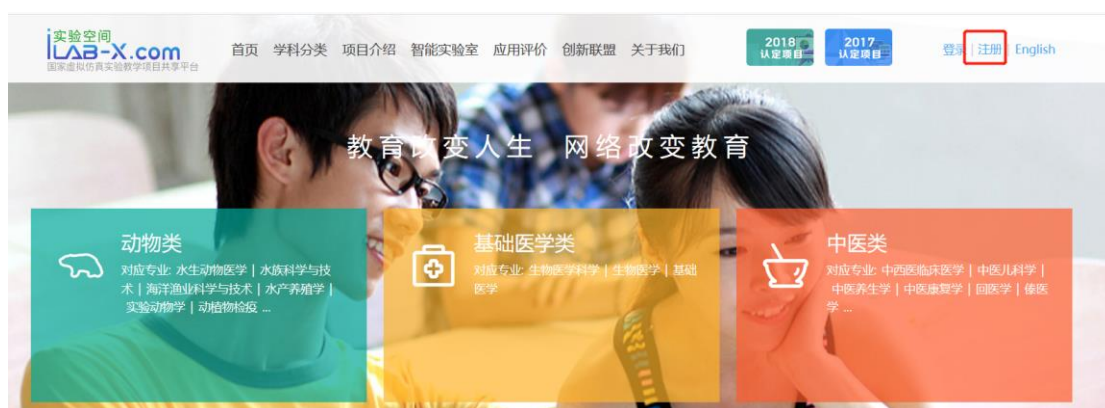 实验空间
iLAB-X.com
国家虚拟仿真实验教学项目共享平台
首页 学科分类 项目介绍 智能实验室 应用评价 创新联盟 关于我们
2018
认定项目
2017
认定项目
登录 | 注册 | English
教育改变人生 网络改变教育
动物类
对应专业: 水生动物医学 | 水族科学与技
术 | 海洋渔业科学与技术 | 水产养殖学 |
实验动物学 | 动植物检疫 ...
基础医学类
对应专业: 生物医学科学 | 生物医学 | 基础
医学
中医类
对应专业: 中西医临床医学 | 中医儿科学 |
中医养生学 | 中医康复学 | 回医学 | 傣医
学 ...